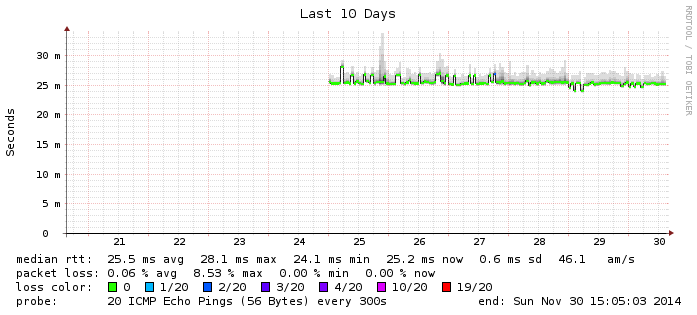 Last 10 Days
RRDTOOL / TOBI OETIKER
Seconds
30 m
25 m
20 m
15 m
10 m
5 m
0
21 22 23 24 25 26 27 28 29 30
median rtt: 25.5 ms avg 28.1 ms max 24.1 ms min 25.2 ms now 0.6 ms sd 46.1 am/s
packet loss: 0.06 % avg 8.53 % max 0.00 % min 0.00 % now
loss color: 0 1/20 2/20 3/20 4/20 10/20 19/20
probe: 20 ICMP Echo Pings (56 Bytes) every 300s end: Sun Nov 30 15:05:03 2014